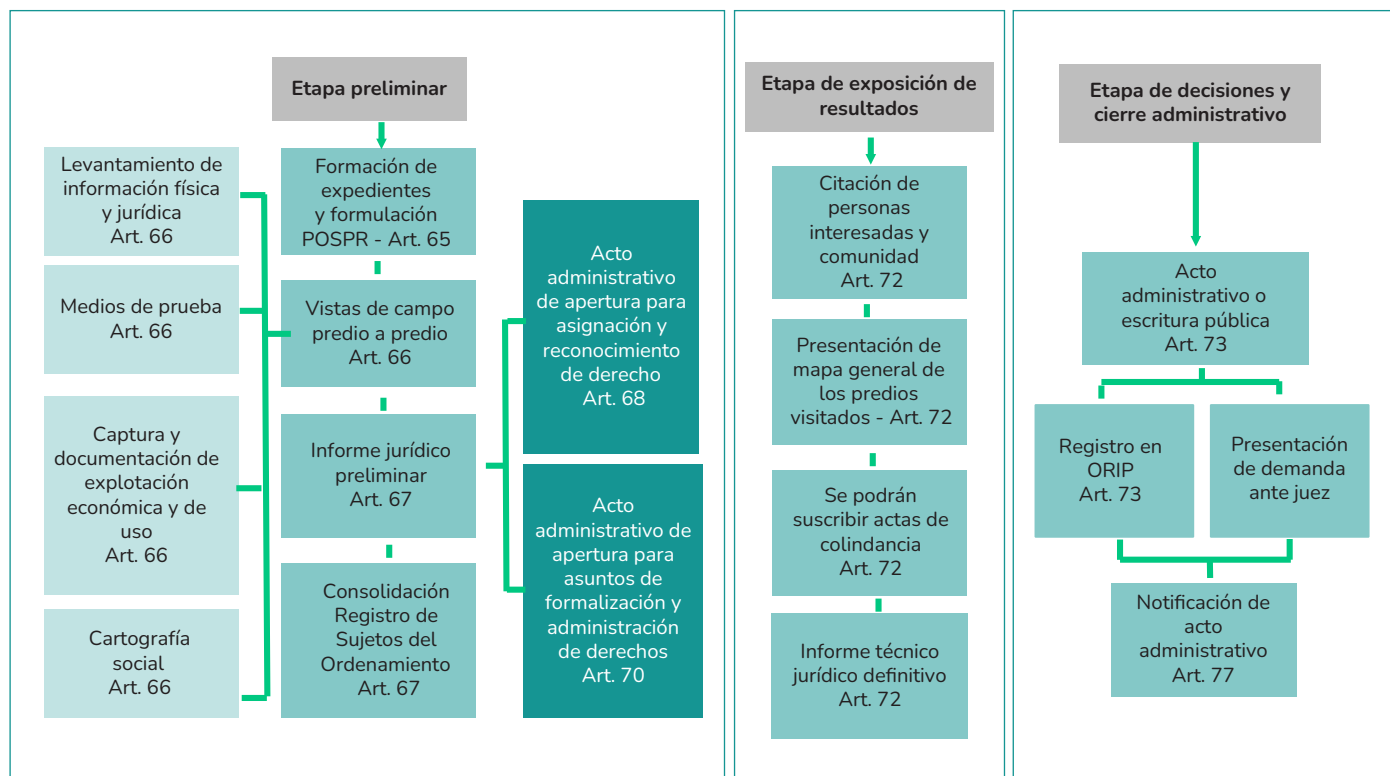 Etapa preliminar
Levantamiento de
información física
y jurídica
Art. 66
Medios de prueba
Art. 66
Captura y
documentación de
explotación
económica y de
uso
Art. 66
Cartografía
social
Art. 66
Formación de
expedientes
y formulación
POSPR - Art. 65
Vistas de campo
predio a predio
Art. 66
Informe jurídico
preliminar
Art. 67
Consolidación
Registro de
Sujetos del
Ordenamiento
Art. 67
Acto
administrativo
de apertura para
asignación y
reconocimiento
de derecho
Art. 68
Acto
administrativo de
apertura para
asuntos de
formalización y
administración
de derechos
Art. 70
Etapa de exposición de
resultados
Citación de
personas
interesadas y
comunidad
Art. 72
Presentación de
mapa general de
los predios
visitados - Art. 72
Se podrán
suscribir actas de
colindancia
Art. 72
Informe técnico
jurídico definitivo
Art. 72
Etapa de decisiones y
cierre administrativo
Acto
administrativo o
escritura pública
Art. 73
Registro en
ORIP
Art. 73
Presentación
de demanda
ante juez
Notificación de
acto
administrativo
Art. 77